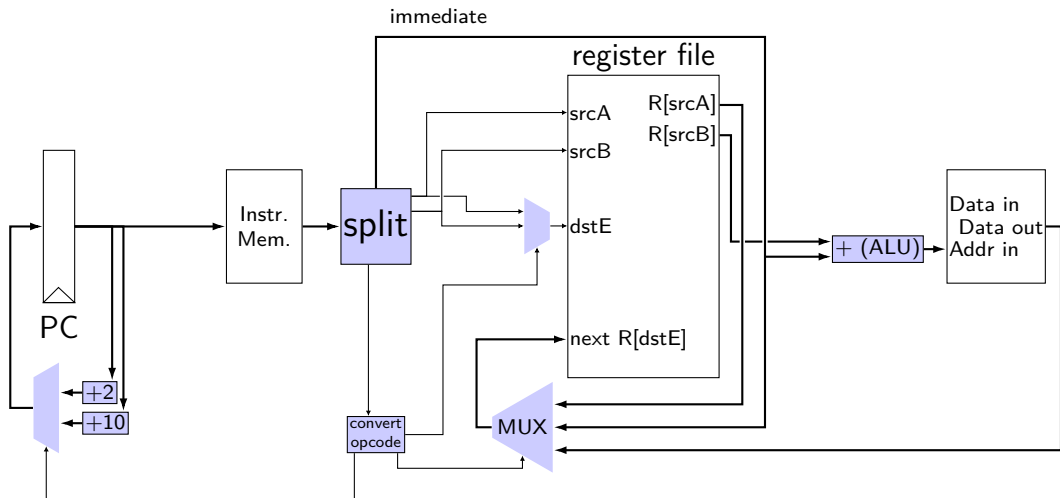 immediate
register file
srcA
R[srcA]
R[srcB]
srcB
Instr.
Mem.
split
dstE
Data in
Data out
Addr in
+ (ALU)
PC
next R[dstE]
+2
+10
convert
opcode
MUX